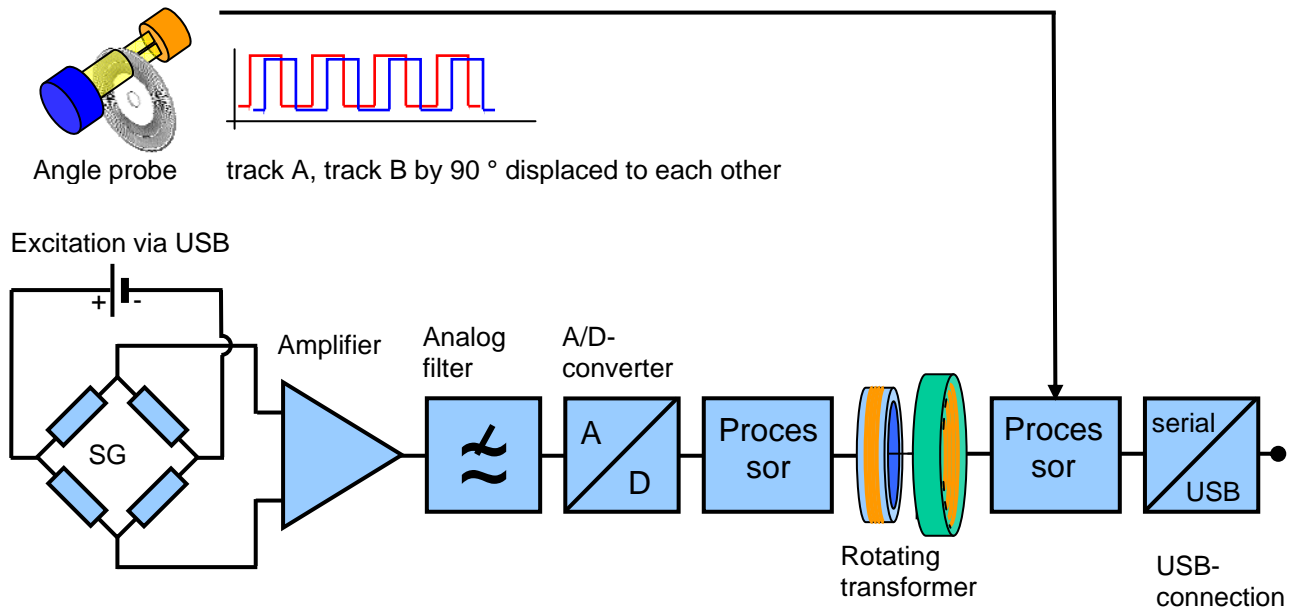 Angle probe
track A, track B by 90 ° displaced to each other
Excitation via USB
+ -
SG
Amplifier
Analog
filter
A/D-
converter
A
D
Proces
sor
Rotating
transformer
Proces
sor
serial
USB
USB-
connection